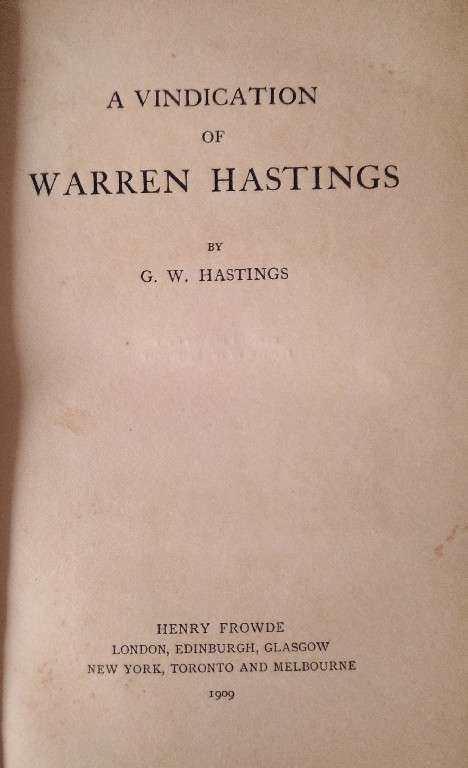 A VINDICATION
OF
WARREN HASTINGS
BY
G. W. HASTINGS
HENRY FROWDE
LONDON, EDINBURGH, GLASGOW
NEW YORK, TORONTO AND MELBOURNE
1909